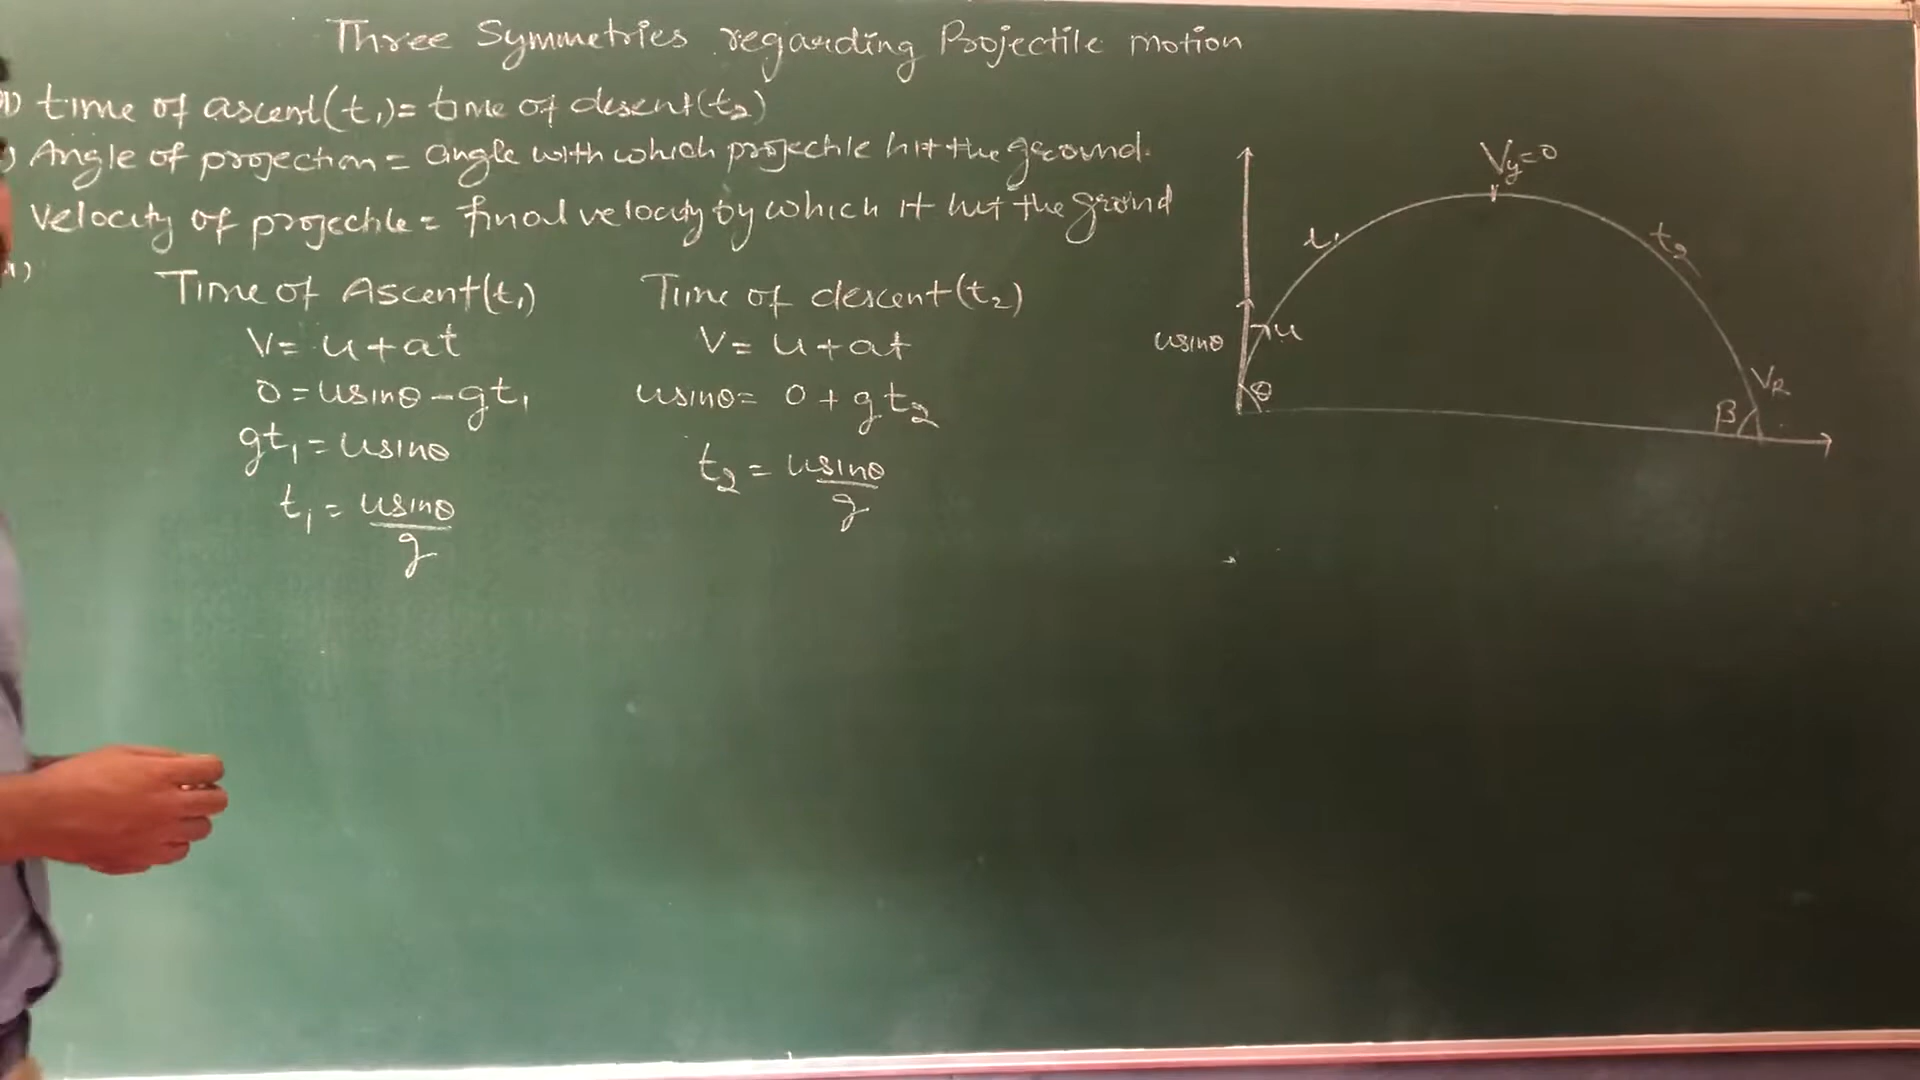 Three Symmetries regarding Projectile motion
1) time of ascent(t₁)= time of desent(t₂)
) Angle of projection = angle with which projectile hit the ground.
Velocity of projectile = final velocity by which it hit the ground
1)
Time of Ascent(t₁)
V= u+at
0 = usinθ-gt₁
gt₁ = usinθ
t₁ = usinθ/g
Time of descent(t₂)
V= u+at
usinθ= 0 + gt₂
t₂ = usinθ/g
Vy=0
t₁
t₂
usinθ
u
θ
VR
β